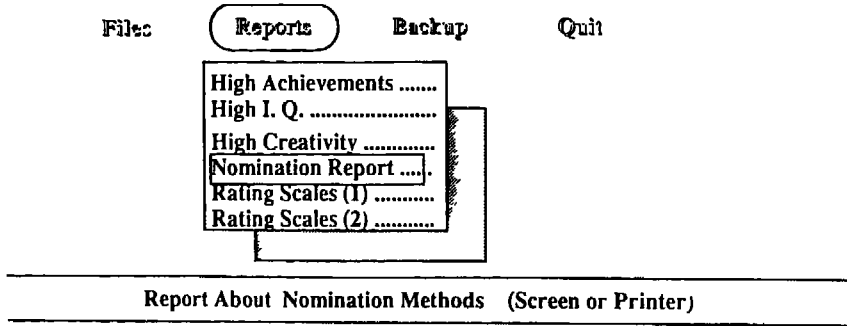 Files Reports Backup Quit
High Achievements .......
High I. Q. ........................
High Creativity .............
Nomination Report ......
Rating Scales (1) ...........
Rating Scales (2) ...........
Report About Nomination Methods (Screen or Printer)